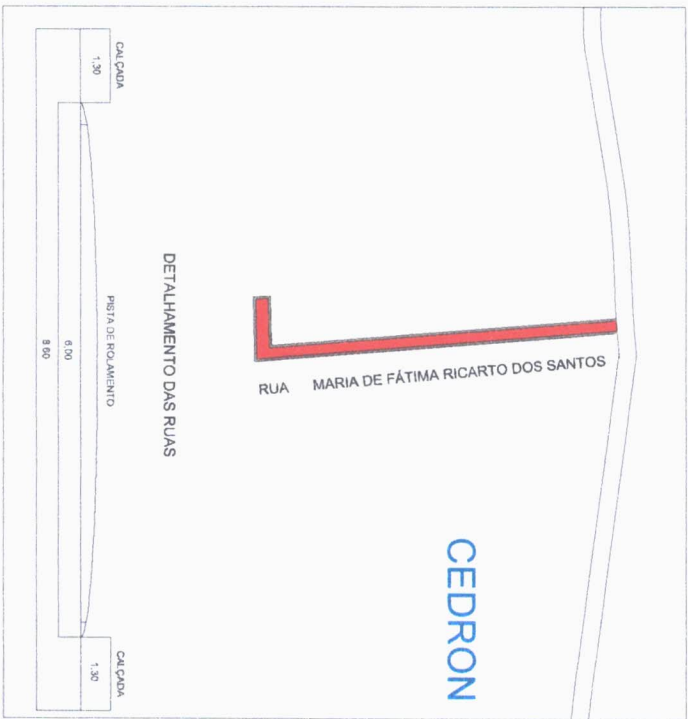 RUA MARIA DE FÁTIMA RICARTO DOS SANTOS
CEDRON
DETALHAMENTO DAS RUAS
CALÇADA
PISTA DE ROLAMENTO
CALÇADA
1.30
6.00
1.30
8.60